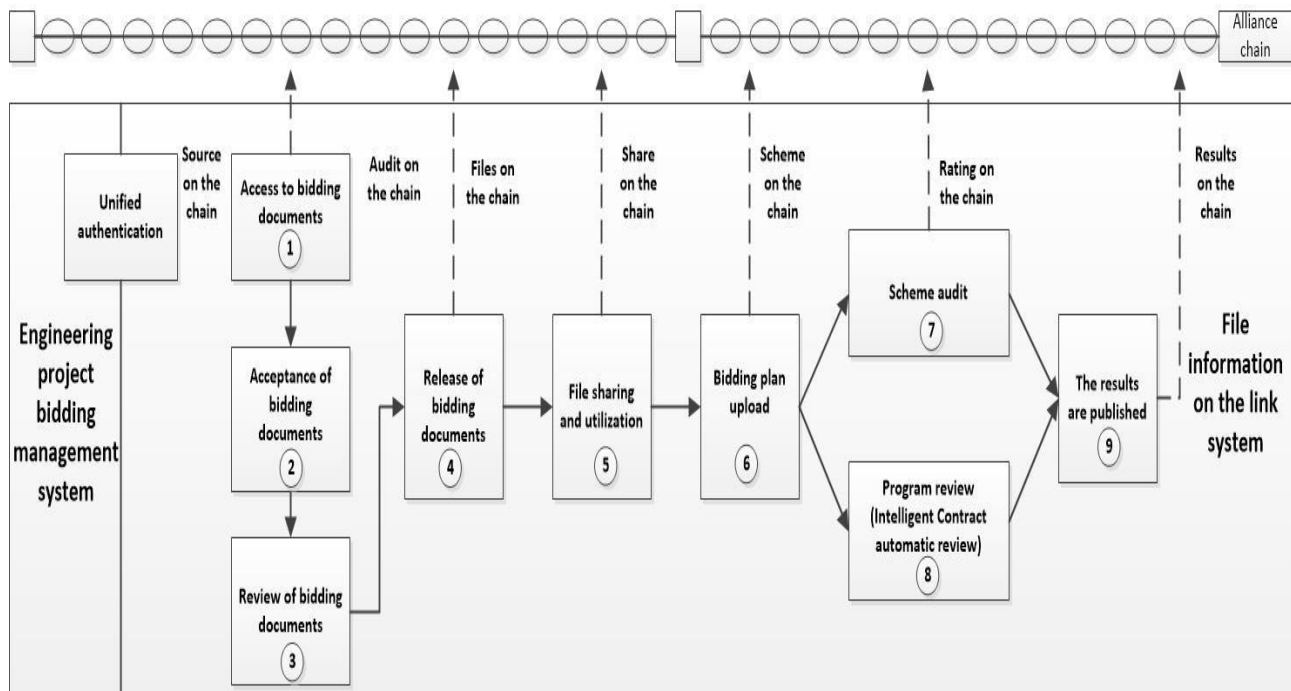 Alliance
chain
Source
on the
chain
Audit on
the chain
Files on
the chain
Share
on the
chain
Scheme
on the
chain
Rating on
the chain
Results
on the
chain
Unified
authentication
Access to bidding
documents
1
Scheme audit
7
Engineering
project
bidding
management
system
Acceptance of
bidding
documents
2
Release of
bidding
documents
4
File sharing
and utilization
5
Bidding plan
upload
6
The results
are published
9
File
information
on the link
system
Program review
(Intelligent Contract
automatic review)
8
Review of bidding
documents
3